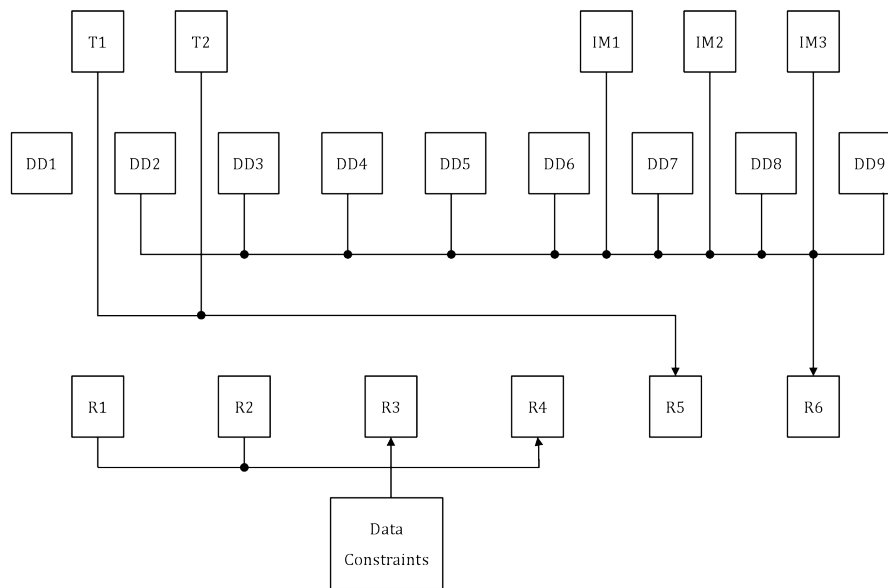 T1
T2
IM1
IM2
IM3
DD1
DD2
DD3
DD4
DD5
DD6
DD7
DD8
DD9
R1
R2
R3
R4
R5
R6
Data
Constraints